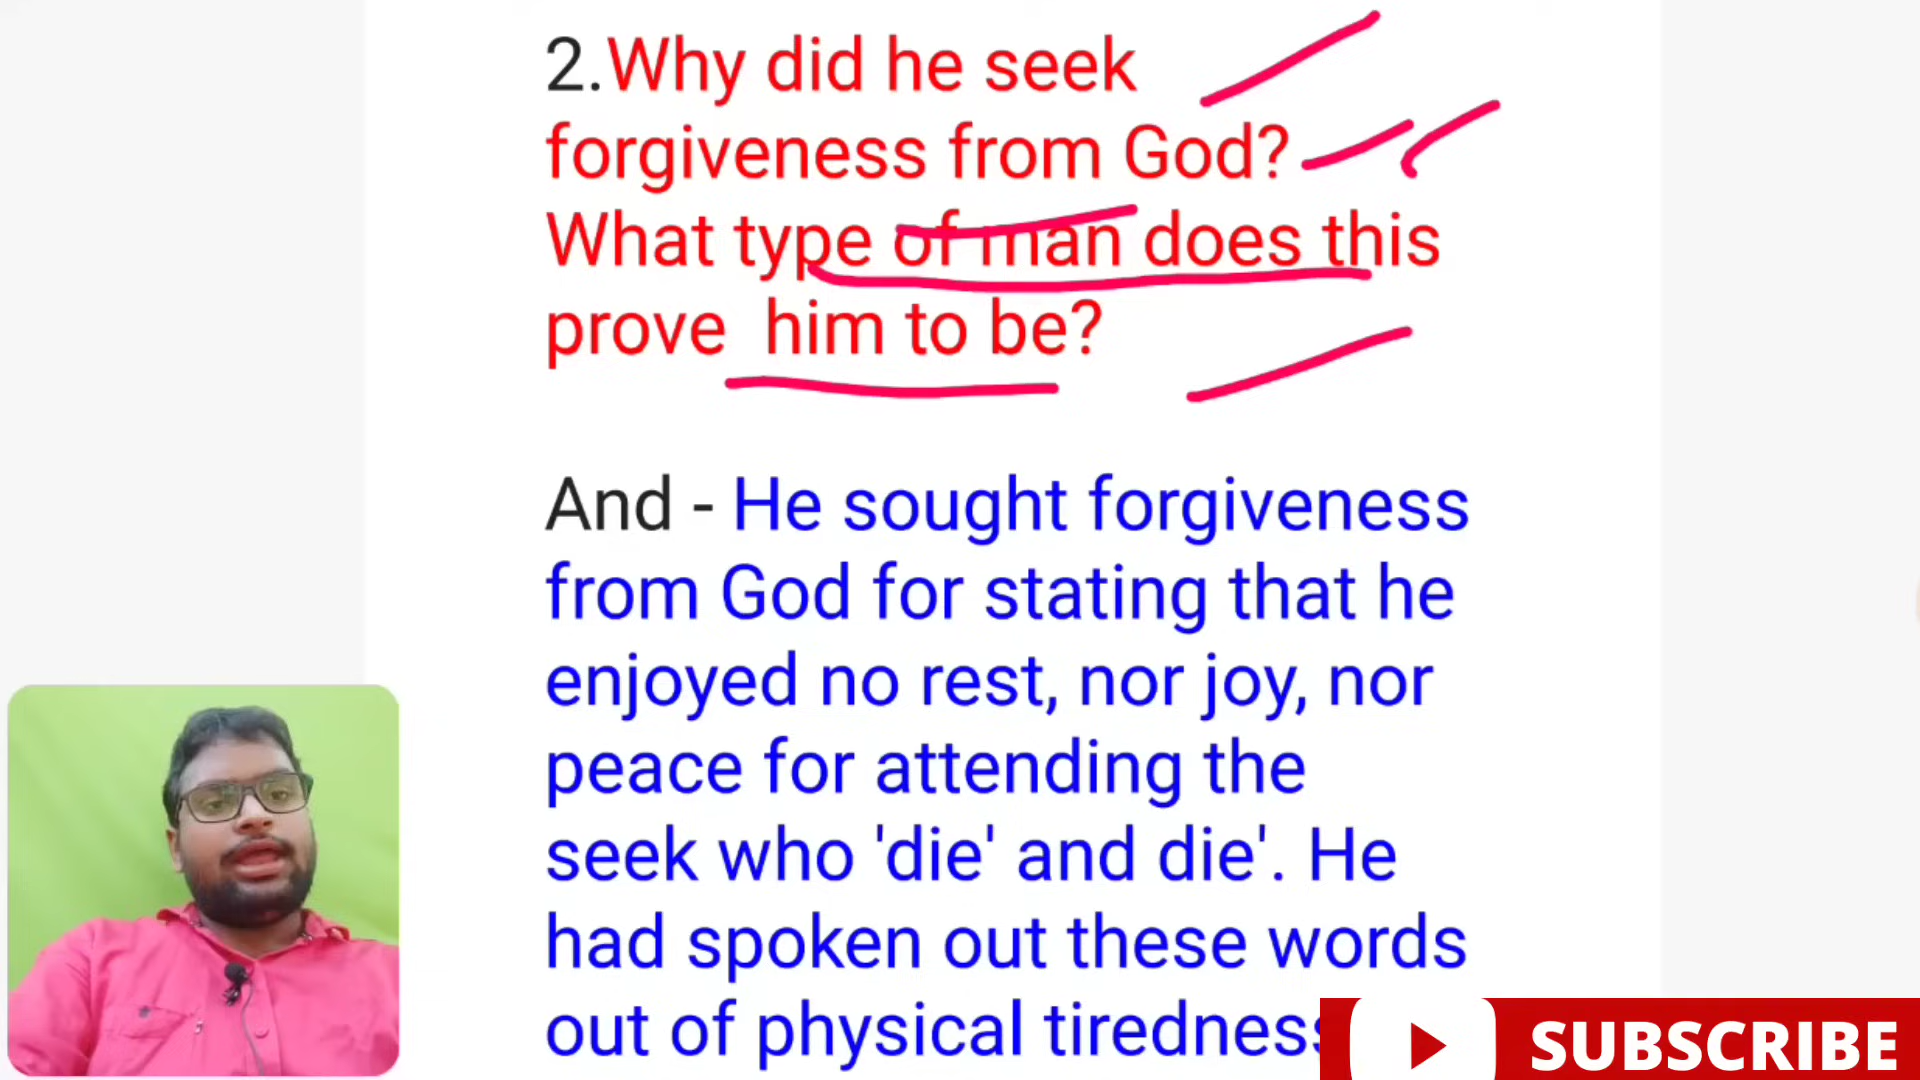 2.Why did he seek
forgiveness from God?
What type of man does this
prove him to be?
And - He sought forgiveness
from God for stating that he
enjoyed no rest, nor joy, nor
peace for attending the
seek who 'die' and die'. He
had spoken out these words
out of physical tiredness
SUBSCRIBE